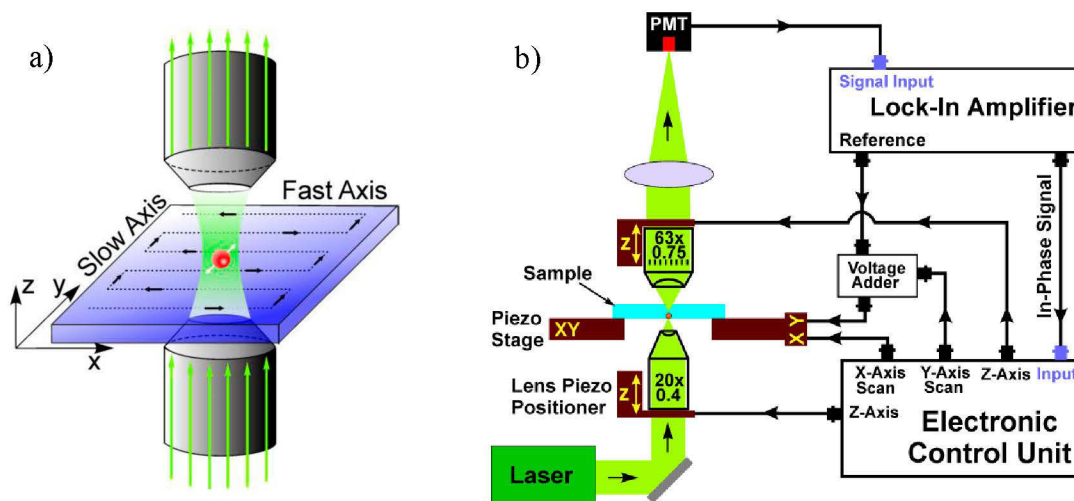 a)
Slow Axis
Fast Axis
z
y
x
b)
PMT
Signal Input
Lock-In Amplifier
Reference
In-Phase Signal
z
63x
0.75
Sample
Voltage
Adder
Piezo
Stage
XY
X Y
X-Axis
Scan
Y-Axis
Scan
Z-Axis
Input
Lens Piezo
Positioner
z
20x
0.4
Z-Axis
Electronic
Control Unit
Laser